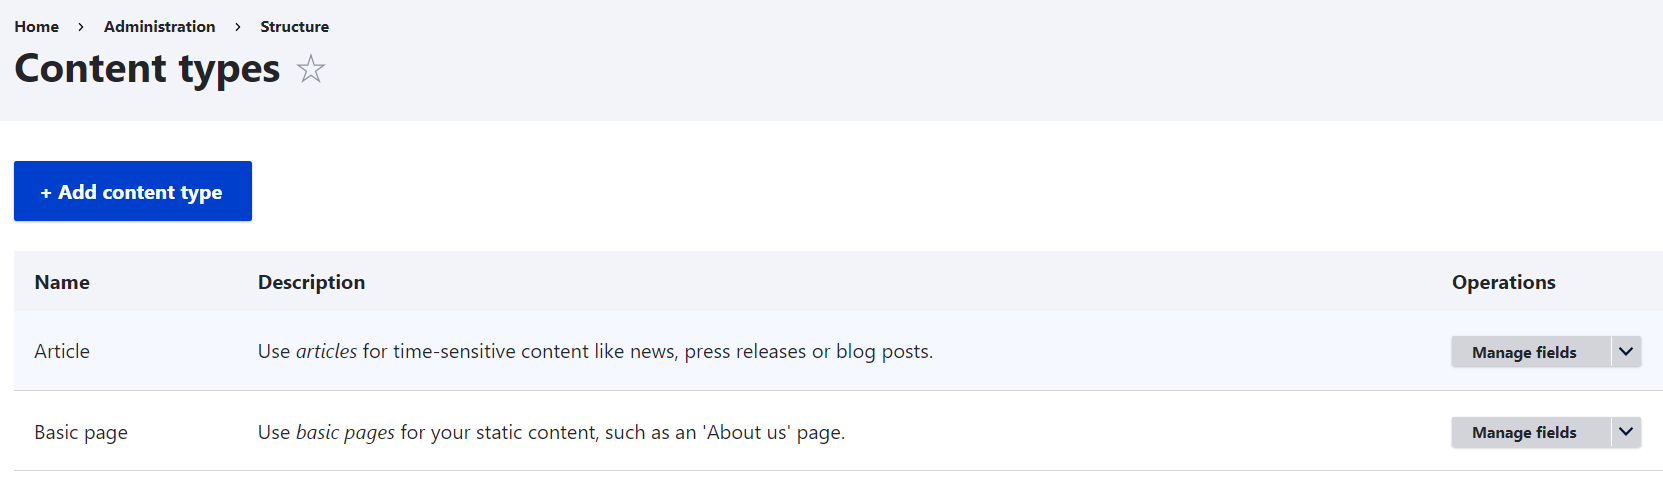 Home > Administration > Structure
Content types
+ Add content type
Name Description Operations
Article Use articles for time-sensitive content like news, press releases or blog posts. Manage fields
Basic page Use basic pages for your static content, such as an 'About us' page. Manage fields